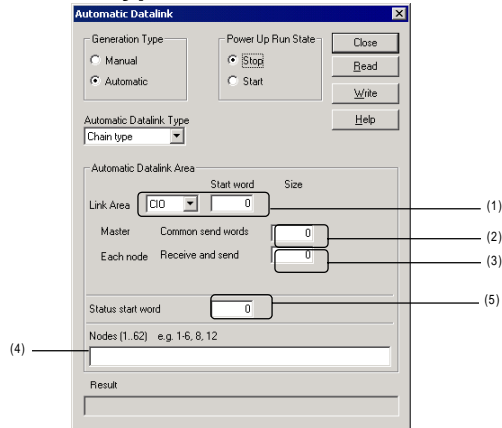 Automatic Datalink
Generation Type
Manual
Automatic
Power Up Run State
Stop
Start
Close
Read
Write
Help
Automatic Datalink Type
Chain type
Automatic Datalink Area
Start word Size
Link Area CIO 0 (1)
Master Common send words 0 (2)
Each node Receive and send 0 (3)
Status start word 0 (5)
Nodes (1..62) e.g. 1-6, 8, 12
(4)
Result